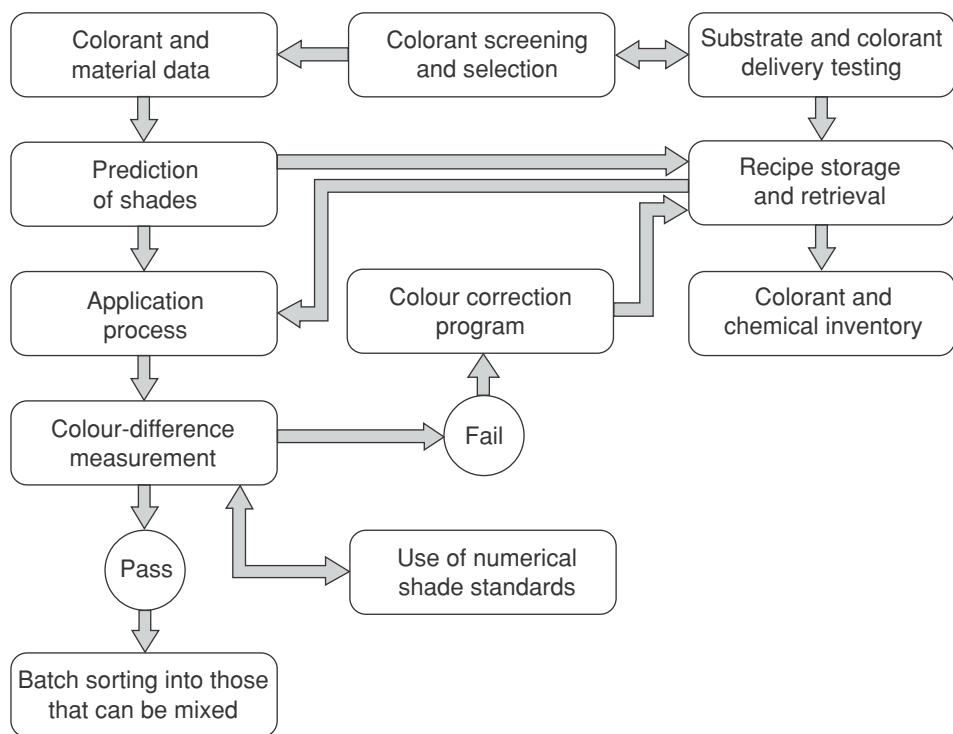 Colorant and
material data
Colorant screening
and selection
Substrate and colorant
delivery testing
Prediction
of shades
Recipe storage
and retrieval
Application
process
Colour correction
program
Colorant and
chemical inventory
Colour-difference
measurement
Fail
Pass
Use of numerical
shade standards
Batch sorting into those
that can be mixed